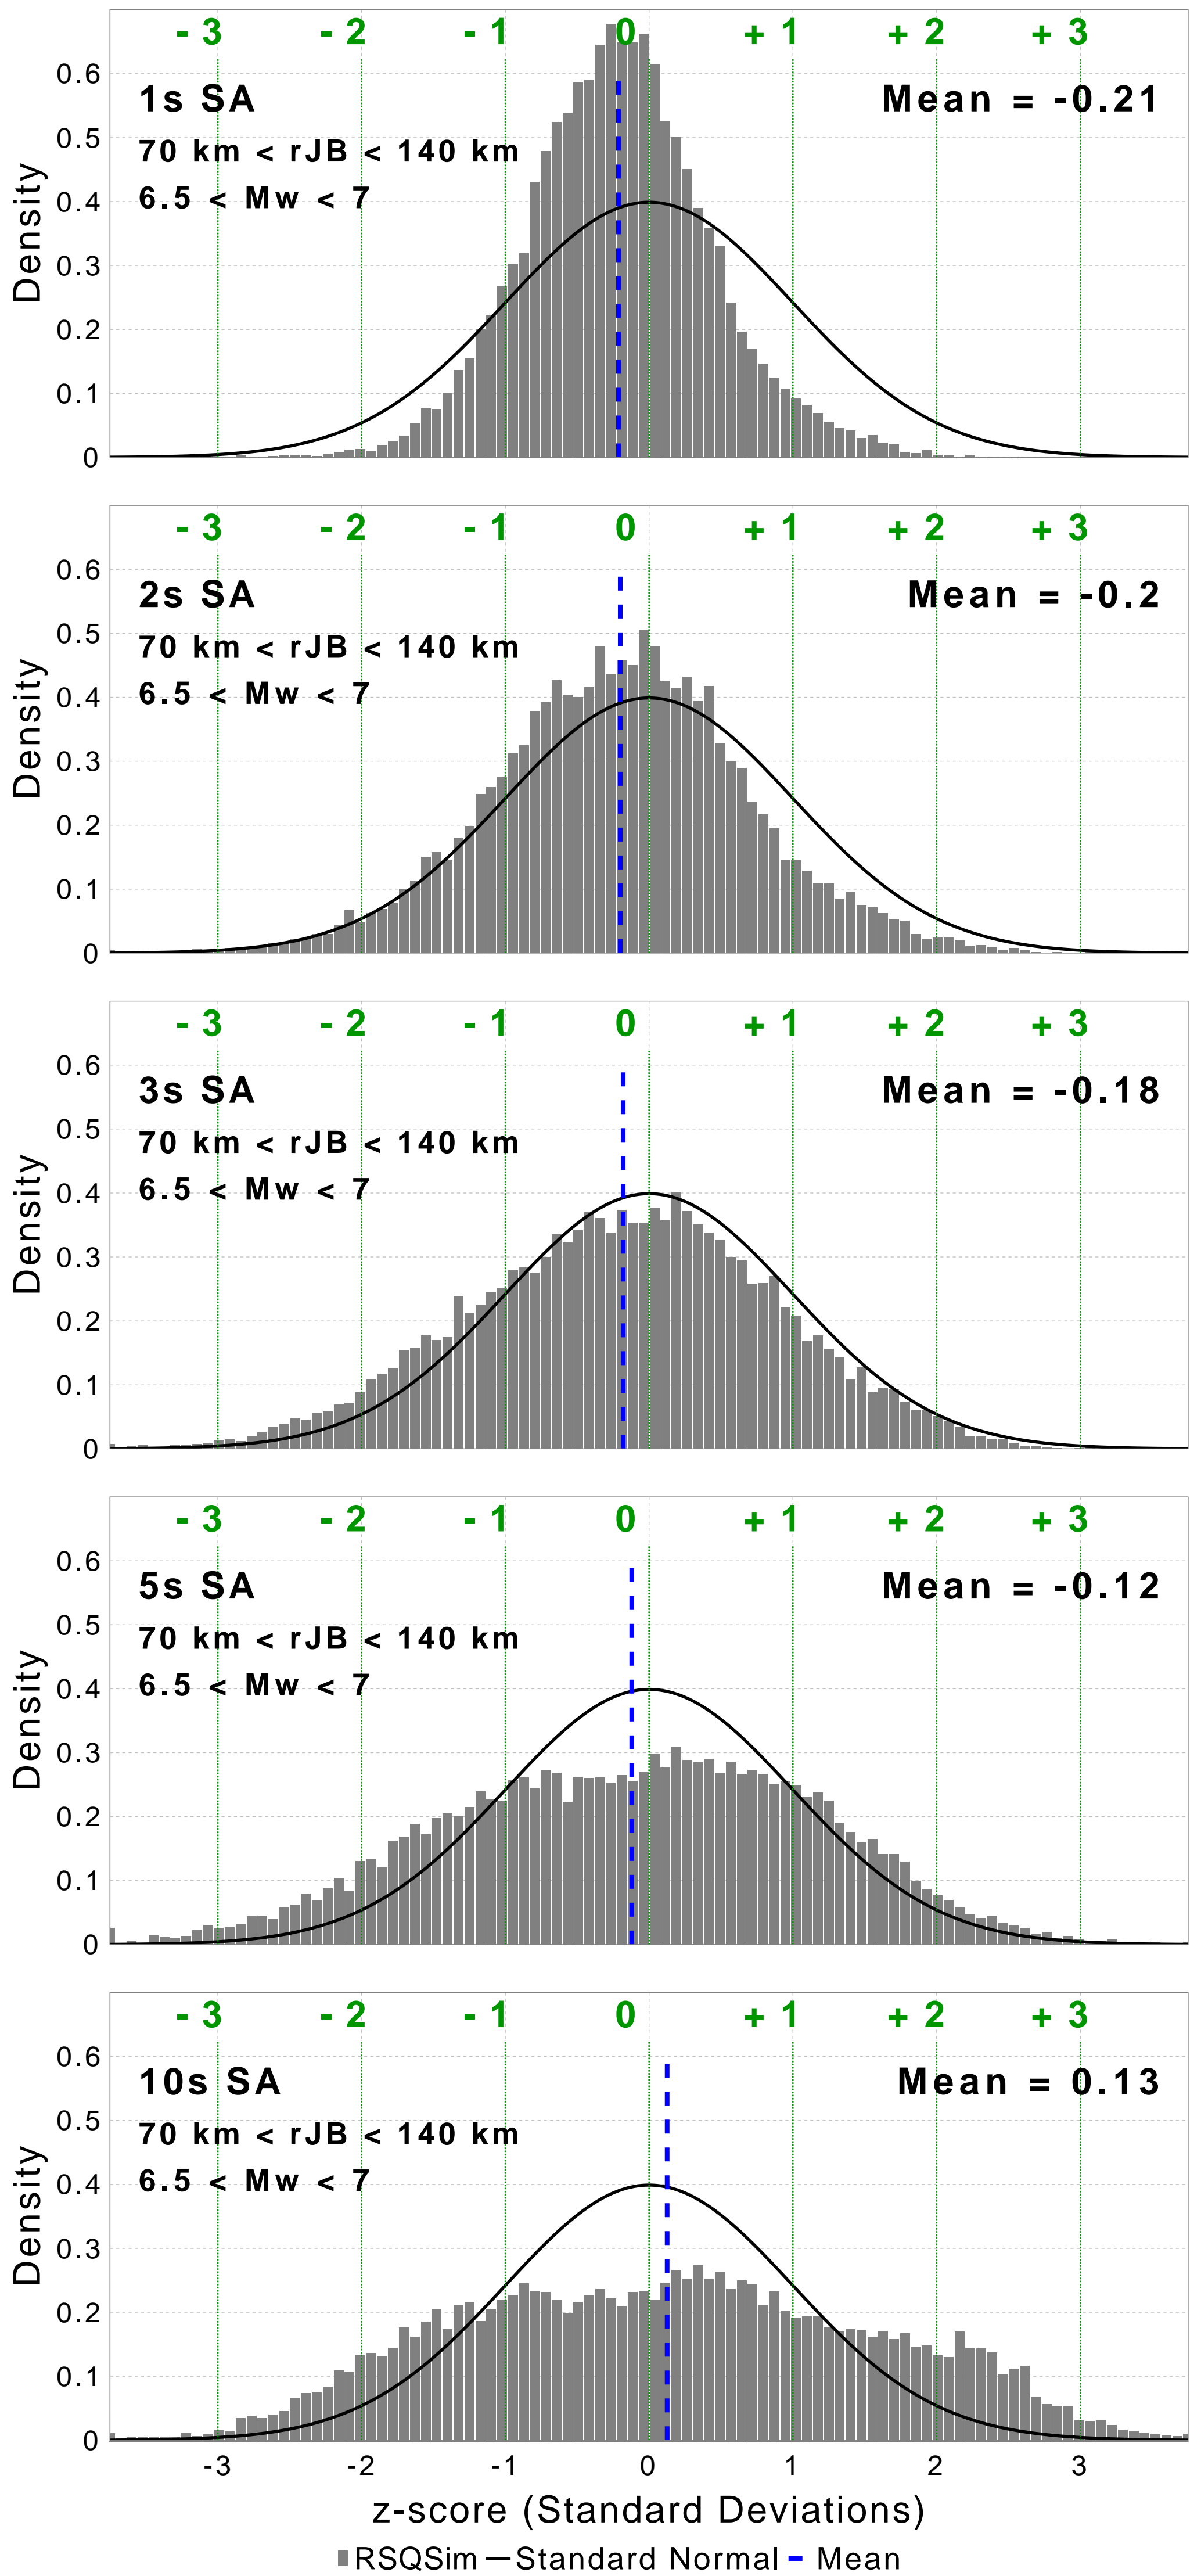 - 3 - 2 - 1 0 + 1 + 2 + 3
1s SA
Mean = -0.21
70 km < rJB < 140 km
6.5 < Mw < 7
0.6
0.5
0.4
0.3
0.2
0.1
0
Density
- 3 - 2 - 1 0 + 1 + 2 + 3
2s SA
Mean = -0.2
70 km < rJB < 140 km
6.5 < Mw < 7
0.6
0.5
0.4
0.3
0.2
0.1
0
Density
- 3 - 2 - 1 0 + 1 + 2 + 3
3s SA
Mean = -0.18
70 km < rJB < 140 km
6.5 < Mw < 7
0.6
0.5
0.4
0.3
0.2
0.1
0
Density
- 3 - 2 - 1 0 + 1 + 2 + 3
5s SA
Mean = -0.12
70 km < rJB < 140 km
6.5 < Mw < 7
0.6
0.5
0.4
0.3
0.2
0.1
0
Density
- 3 - 2 - 1 0 + 1 + 2 + 3
10s SA
Mean = 0.13
70 km < rJB < 140 km
6.5 < Mw < 7
0.6
0.5
0.4
0.3
0.2
0.1
0
Density
-3 -2 -1 0 1 2 3
z-score (Standard Deviations)
RSQSim Standard Normal Mean